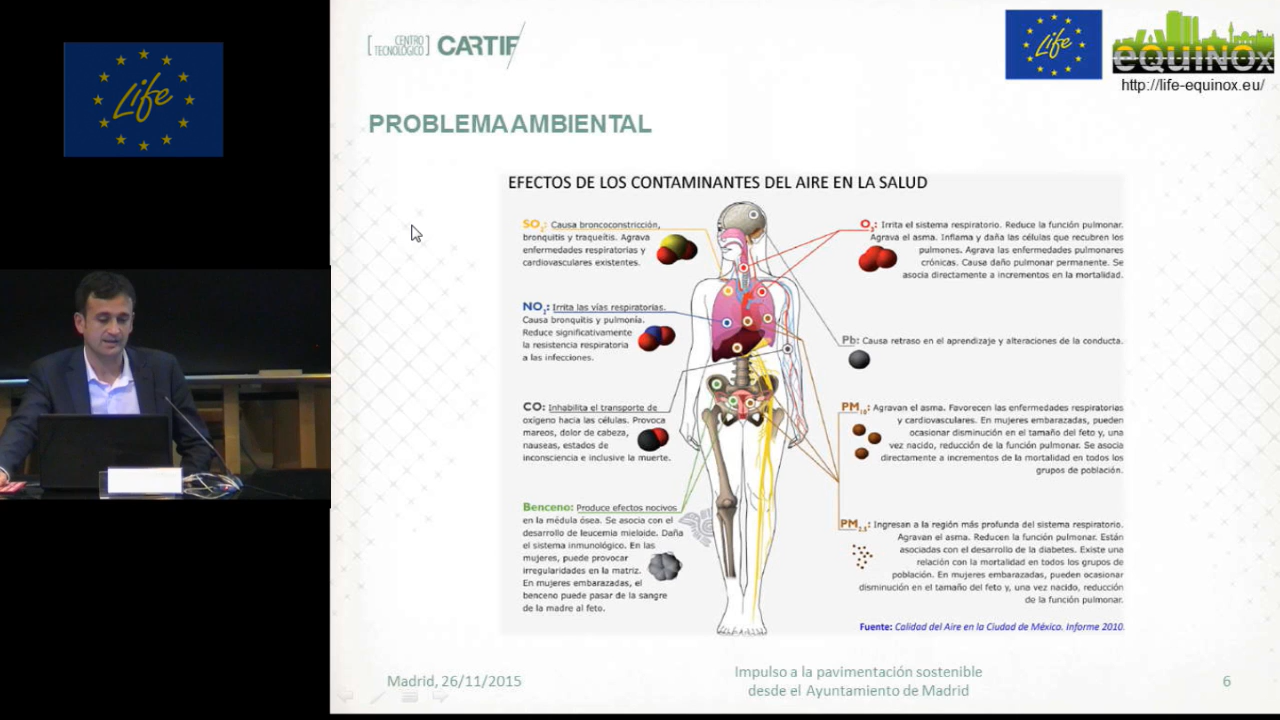 Life
[CENTRO
TECNOLÓGICO] CARTIF
Life
eQUINOx
http://life-equinox.eu/
PROBLEMA AMBIENTAL
EFECTOS DE LOS CONTAMINANTES DEL AIRE EN LA SALUD
SO2: Causa broncoconstricción,
bronquitis y traqueítis. Agrava
enfermedades respiratorias y
cardiovasculares existentes.
NO2: Irrita las vías respiratorias.
Causa bronquitis y pulmonía.
Reduce significativamente
la resistencia respiratoria
a las infecciones.
CO: Inhabilita el transporte de
oxígeno hacia las células. Provoca
mareos, dolor de cabeza,
nauseas, estados de
inconsciencia e inclusive la muerte.
Benceno: Produce efectos nocivos
en la médula ósea. Se asocia con el
desarrollo de leucemia mieloide. Daña
el sistema inmunológico. En las
mujeres, puede provocar
irregularidades en la matriz.
En mujeres embarazadas, el
benceno puede pasar de la sangre
de la madre al feto.
O3: Irrita el sistema respiratorio. Reduce la función pulmonar.
Agrava el asma. Inflama y daña las células que recubren los
pulmones. Agrava las enfermedades pulmonares
crónicas. Causa daño pulmonar permanente. Se
asocia directamente a incrementos en la mortalidad.
Pb: Causa retraso en el aprendizaje y alteraciones de la conducta.
PM10: Agravan el asma. Favorecen las enfermedades respiratorias
y cardiovasculares. En mujeres embarazadas, pueden
ocasionar disminución en el tamaño del feto y, una
vez nacido, reducción de la función pulmonar. Se asocia
directamente a incrementos de la mortalidad en todos los
grupos de población.
PM2.5: Ingresan a la región más profunda del sistema respiratorio.
Agravan el asma. Reducen la función pulmonar. Están
asociadas con el desarrollo de la diabetes. Existe una
relación con la mortalidad en todos los grupos de
población. En mujeres embarazadas, pueden ocasionar
disminución en el tamaño del feto y, una vez nacido, reducción
de la función pulmonar.
Fuente: Calidad del Aire en la Ciudad de México. Informe 2010.
Madrid, 26/11/2015
Impulso a la pavimentación sostenible
desde el Ayuntamiento de Madrid
6